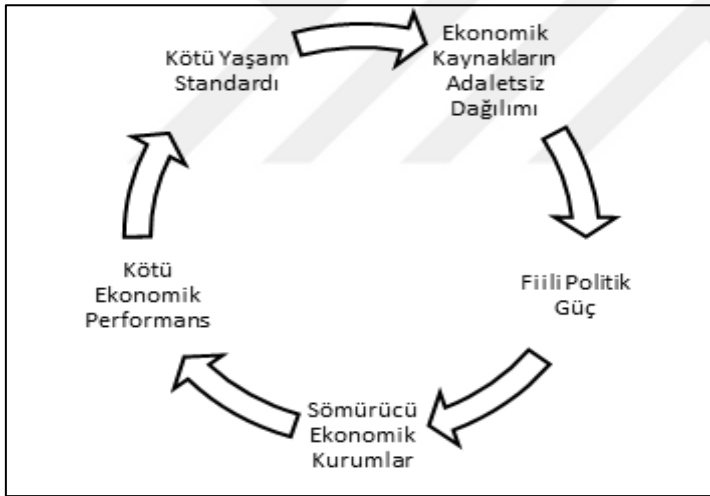 Kötü Yaşam
Standardı
Ekonomik
Kaynakların
Adaletsiz
Dağılımı
Fiili Politik
Güç
Sömürücü
Ekonomik
Kurumlar
Kötü
Ekonomik
Performans